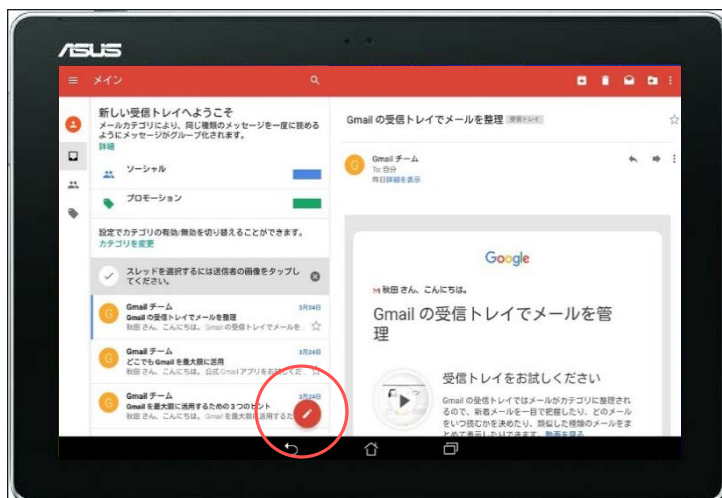 ASUS
メイン
新しい受信トレイへようこそ
メールカテゴリにより、同じ種類のメッセージを一度に読める
ようにメッセージがグループ化されます。
詳細
ソーシャル
プロモーション
設定でカテゴリの有効/無効を切り替えることができます。
カテゴリを変更
スレッドを選択するには送信者の画像をタップし
てください。
G
Gmail チーム
3月24日
Gmail の受信トレイでメールを整理
秋田 さん、こんにちは。Gmail の受信トレイでメールを...
G
Gmail チーム
3月24日
どこでも Gmail を最大限に活用
秋田 さん、こんにちは。公式 Gmail アプリをお試しくだ...
G
Gmail チーム
3月24日
Gmail を最大限に活用するための 3 つのヒント
秋田 さん、こんにちは。Gmail を最大限に活用するた
Gmail の受信トレイでメールを整理 受信トレイ
G
Gmail チーム
To: 自分
昨日 詳細を表示
Google
秋田 さん、こんにちは。
Gmail の受信トレイでメールを管
理
受信トレイをお試しください
Gmail の受信トレイではメールがカテゴリに整理され
るので、新着メールを一目で把握したり、どのメール
をいつ読むかを決めたり、類似した種類のメールをま
とめて表示したりできます。動画を見る